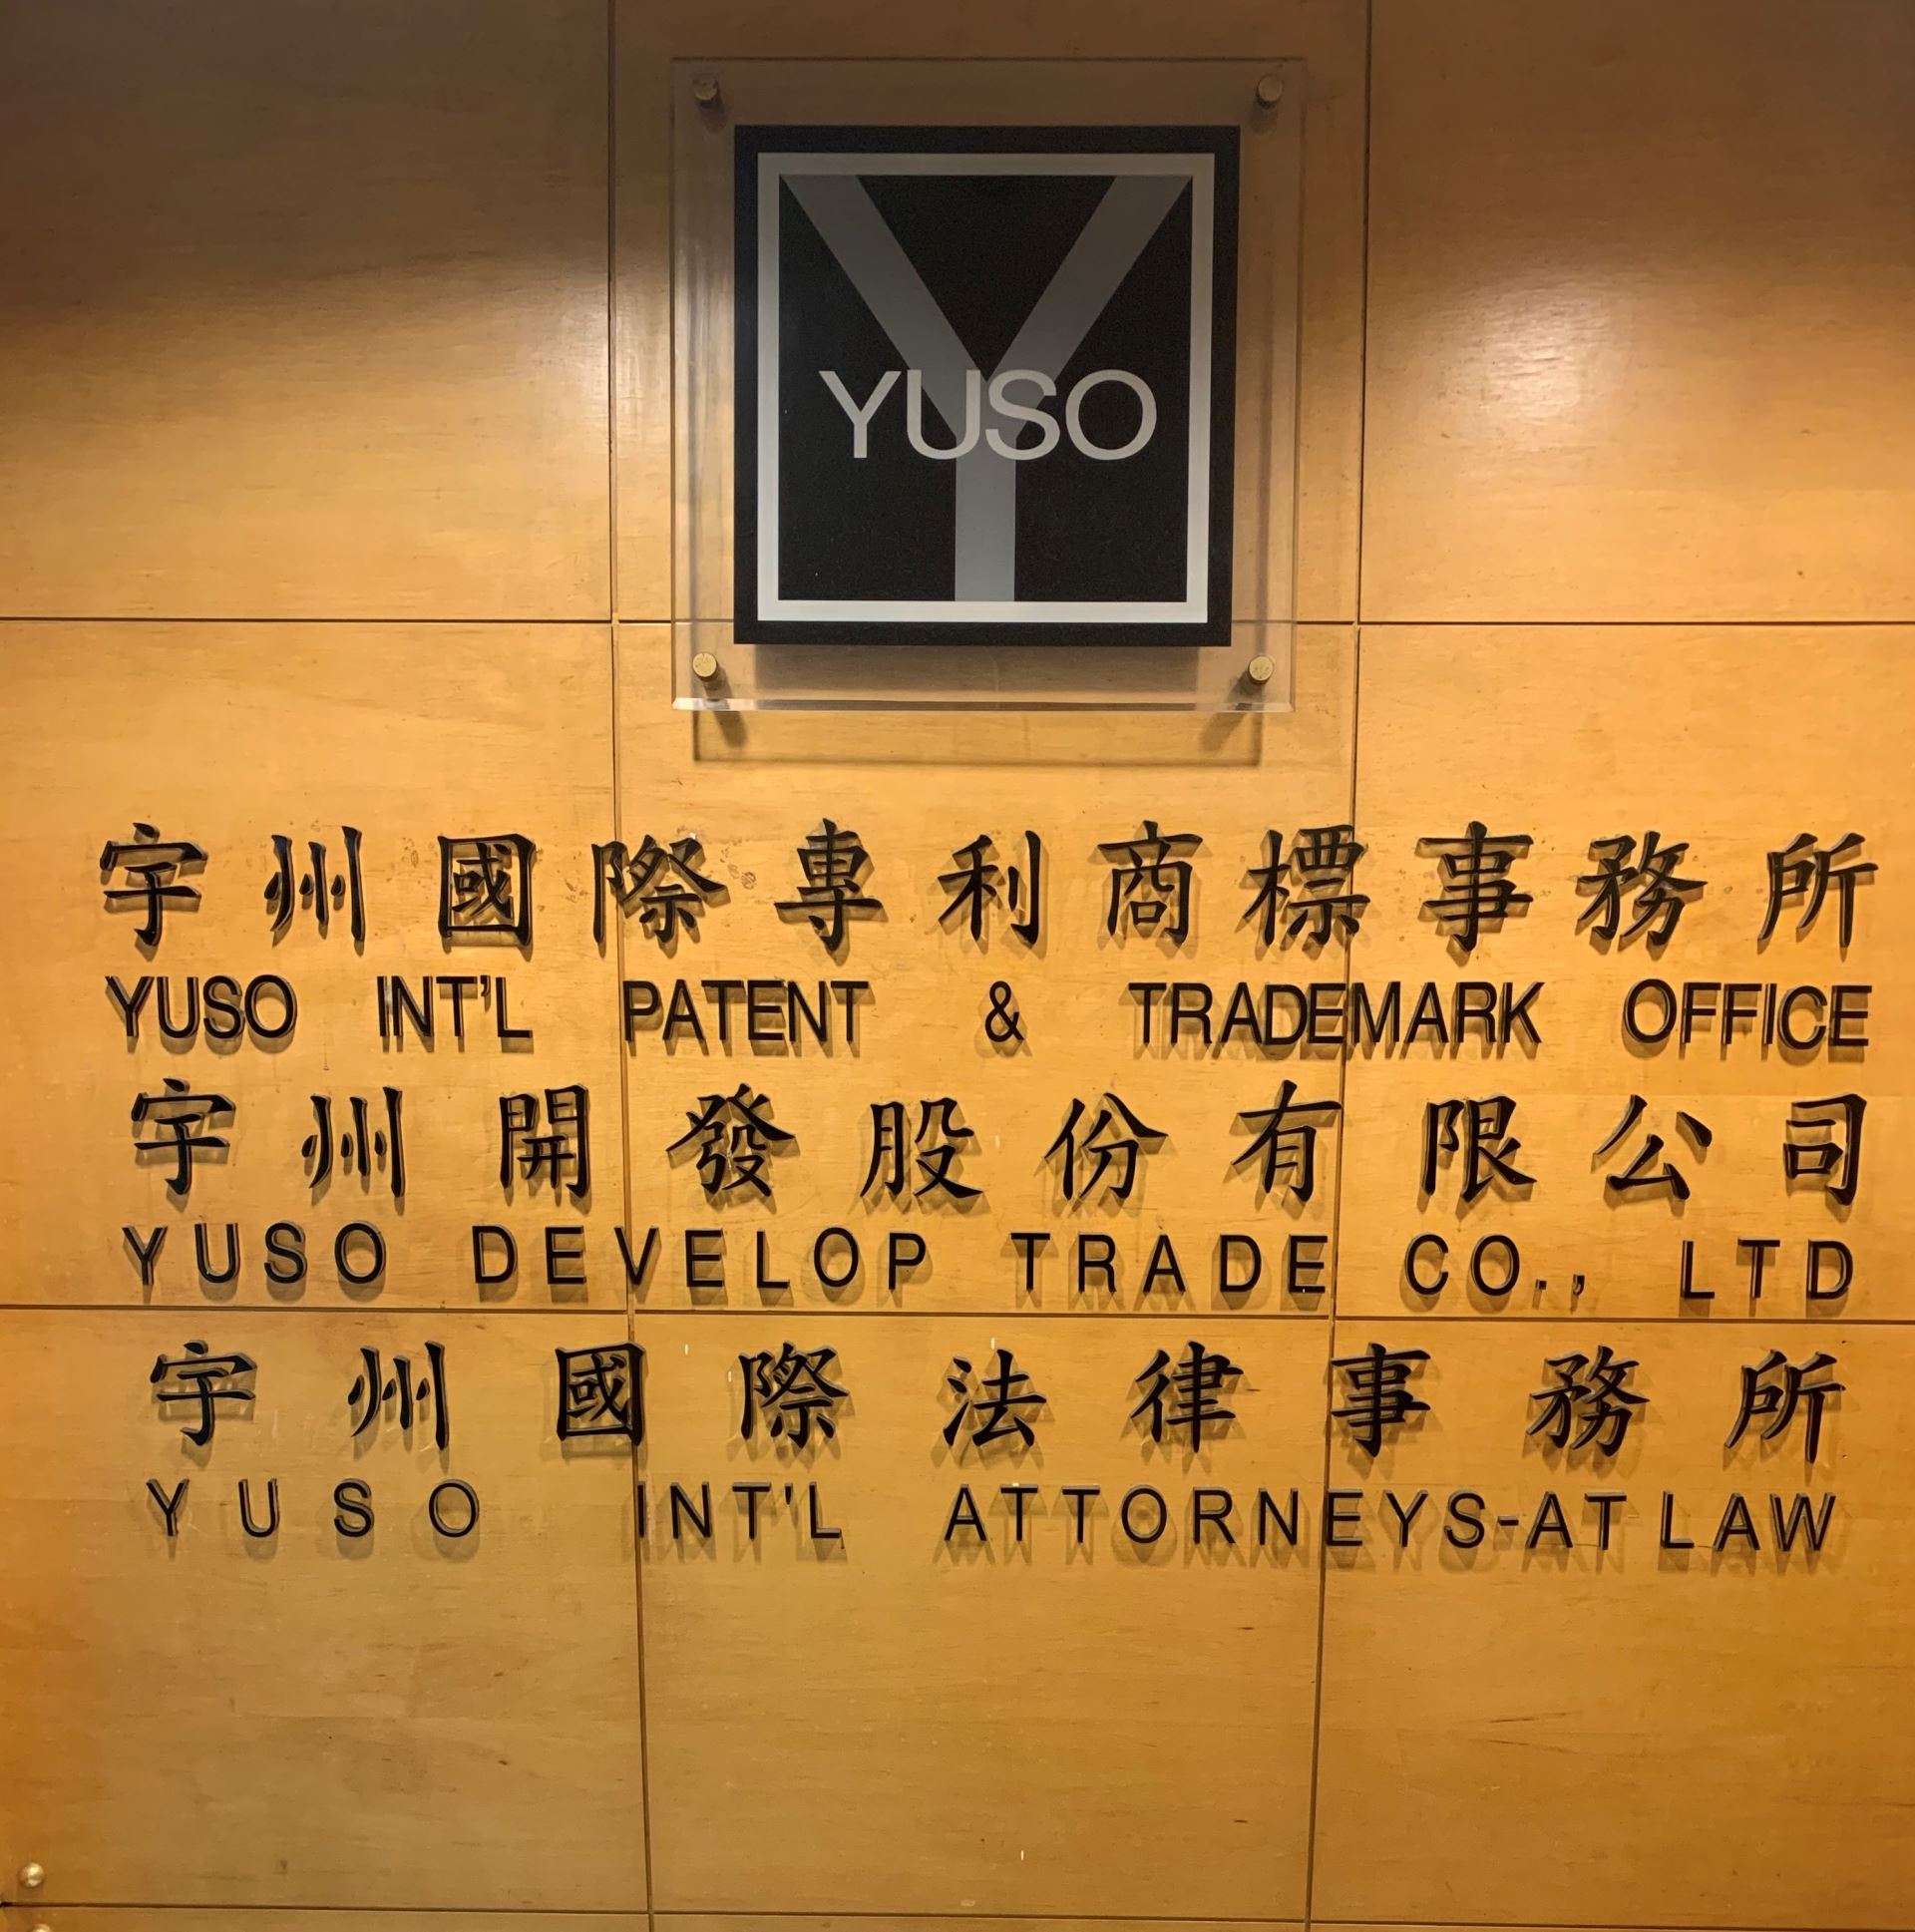 YUSO
宇州國際專利商標事務所
YUSO INT'L PATENT & TRADEMARK OFFICE
宇州開發股份有限公司
YUSO DEVELOP TRADE CO., LTD
宇州國際法律事務所
YUSO INT'L ATTORNEYS-AT LAW